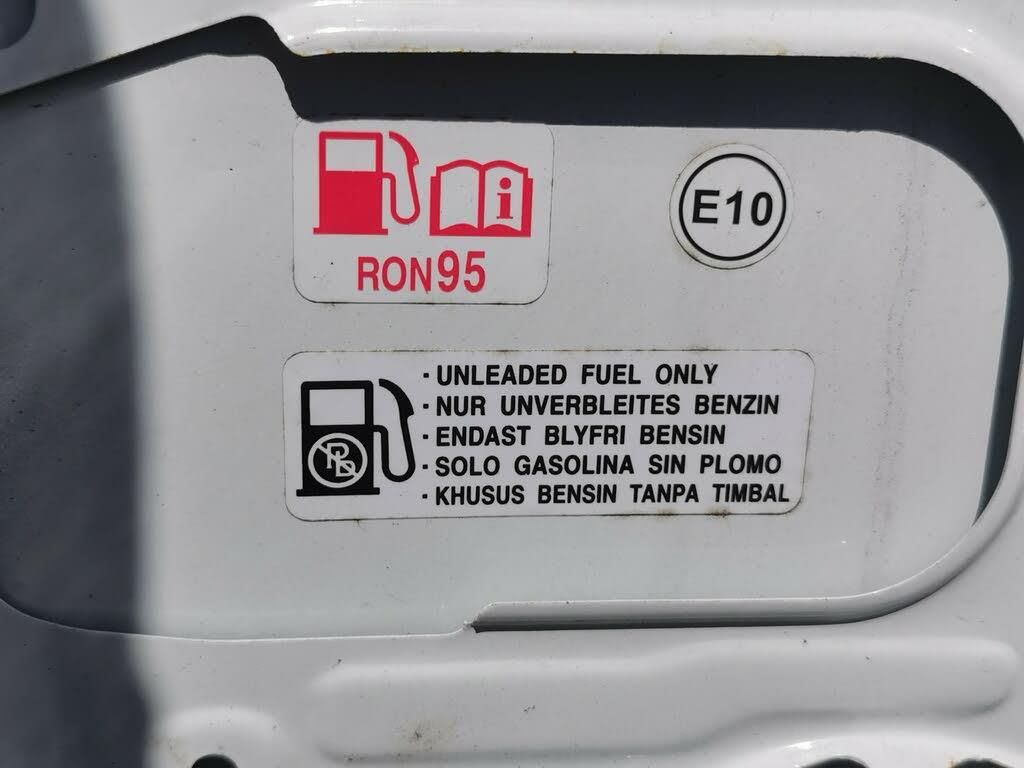 RON95
E10
· UNLEADED FUEL ONLY
· NUR UNVERBLEITES BENZIN
· ENDAST BLYFRI BENSIN
· SOLO GASOLINA SIN PLOMO
· KHUSUS BENSIN TANPA TIMBAL